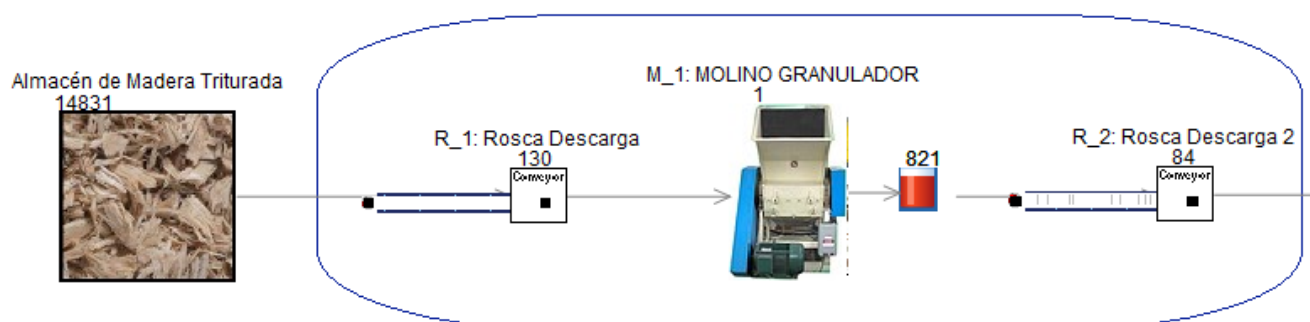 Almacén de Madera Triturada
14831
R_1: Rosca Descarga
130
Conveyor
M_1: MOLINO GRANULADOR
1
821
R_2: Rosca Descarga 2
84
Conveyor